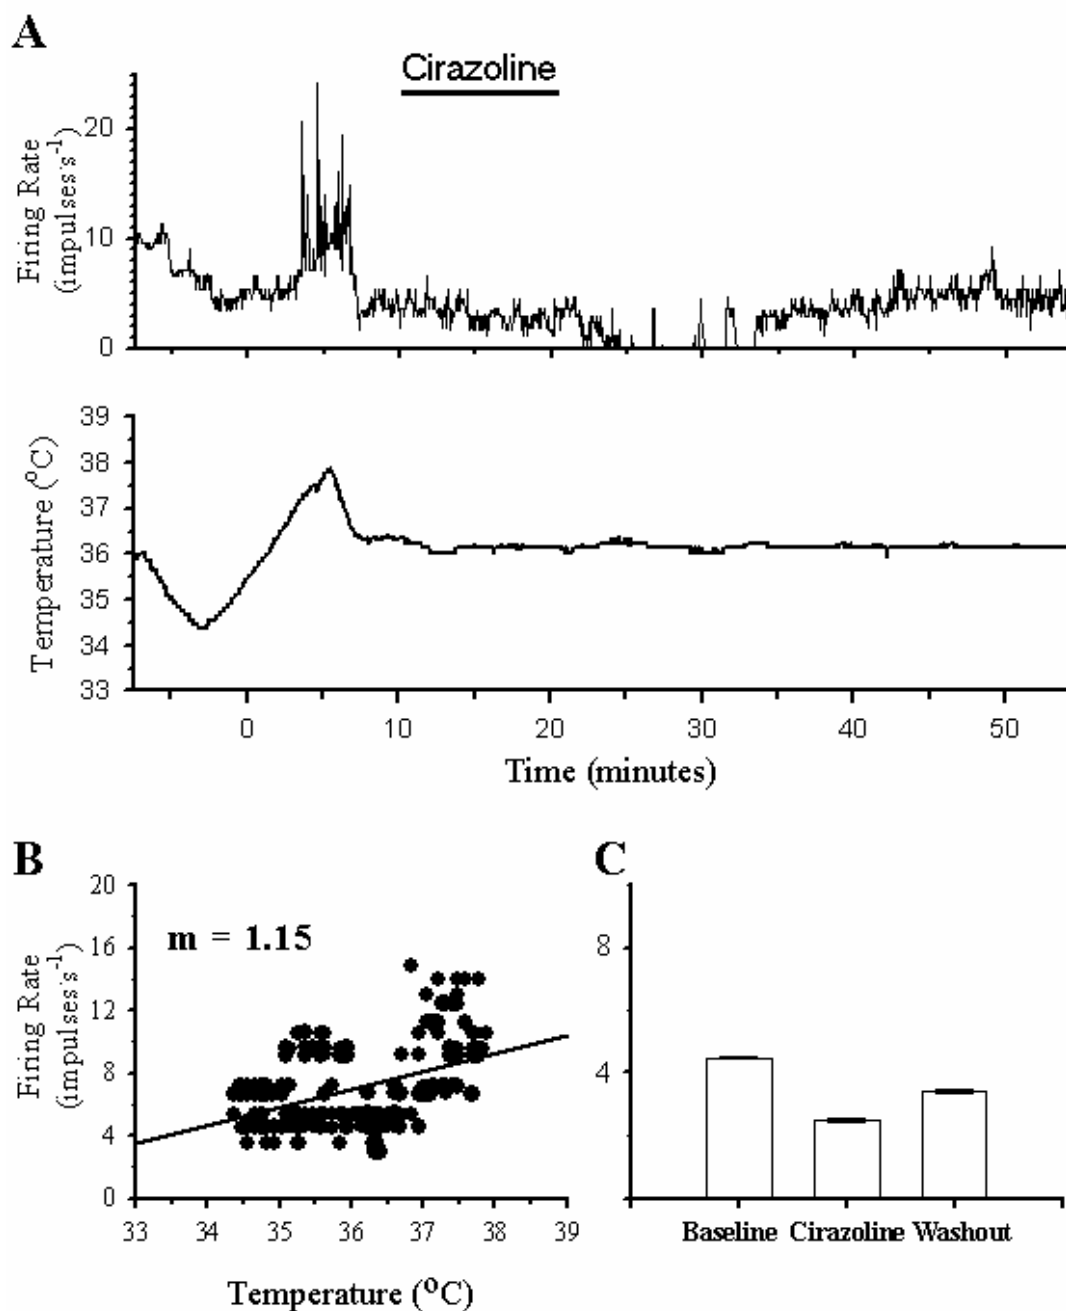 A
Cirazoline
Firing Rate
(impulses·s-1)
20
10
0
Temperature (oC)
39
38
37
36
35
34
33
0 10 20 30 40 50
Time (minutes)
B
m = 1.15
Firing Rate
(impulses·s-1)
20
16
12
8
4
0
33 34 35 36 37 38 39
Temperature (oC)
C
8
4
Baseline Cirazoline Washout